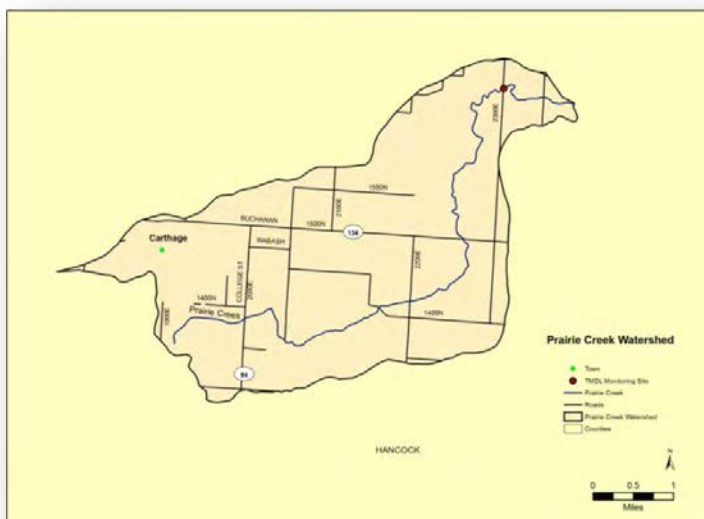 2300E
1550N
2100E
BUCHANAN
1500N
136
Carthage
WABASH
COLLEGE ST
2000E
2200E
1400N
Prairie Creek
1400N
94
HANCOCK
Prairie Creek Watershed
Town
TMDL Monitoring Site
Prairie Creek
Roads
Prairie Creek Watershed
Counties
N
0 0.5 1
Miles